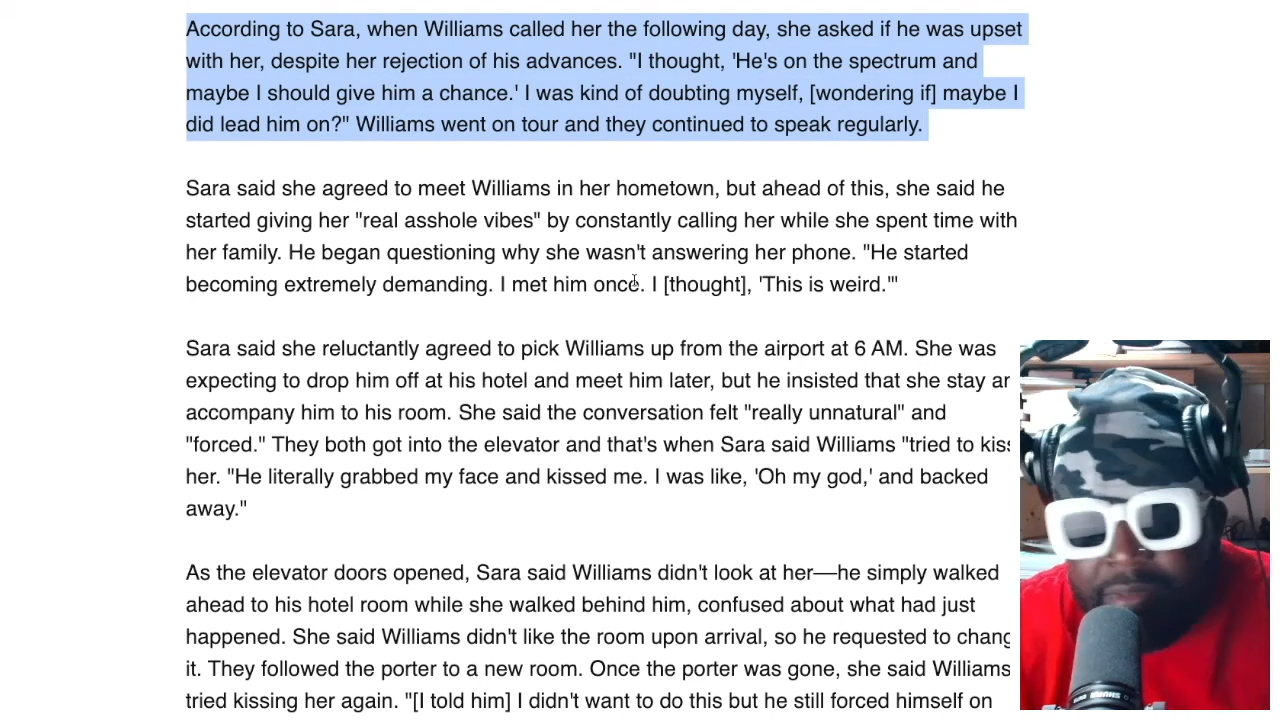 According to Sara, when Williams called her the following day, she asked if he was upset
with her, despite her rejection of his advances. "I thought, 'He's on the spectrum and
maybe I should give him a chance.' I was kind of doubting myself, [wondering if] maybe I
did lead him on?" Williams went on tour and they continued to speak regularly.
Sara said she agreed to meet Williams in her hometown, but ahead of this, she said he
started giving her "real asshole vibes" by constantly calling her while she spent time with
her family. He began questioning why she wasn't answering her phone. "He started
becoming extremely demanding. I met him once. I [thought], 'This is weird.'"
Sara said she reluctantly agreed to pick Williams up from the airport at 6 AM. She was
expecting to drop him off at his hotel and meet him later, but he insisted that she stay
accompany him to his room. She said the conversation felt "really unnatural" and
"forced." They both got into the elevator and that's when Sara said Williams "tried to
her. "He literally grabbed my face and kissed me. I was like, 'Oh my god,' and backed
away."
As the elevator doors opened, Sara said Williams didn't look at her—he simply walked
ahead to his hotel room while she walked behind him, confused about what had just
happened. She said Williams didn't like the room upon arrival, so he requested to
it. They followed the porter to a new room. Once the porter was gone, she said Williams
tried kissing her again. "[I told him] I didn't want to do this but he still forced himself on